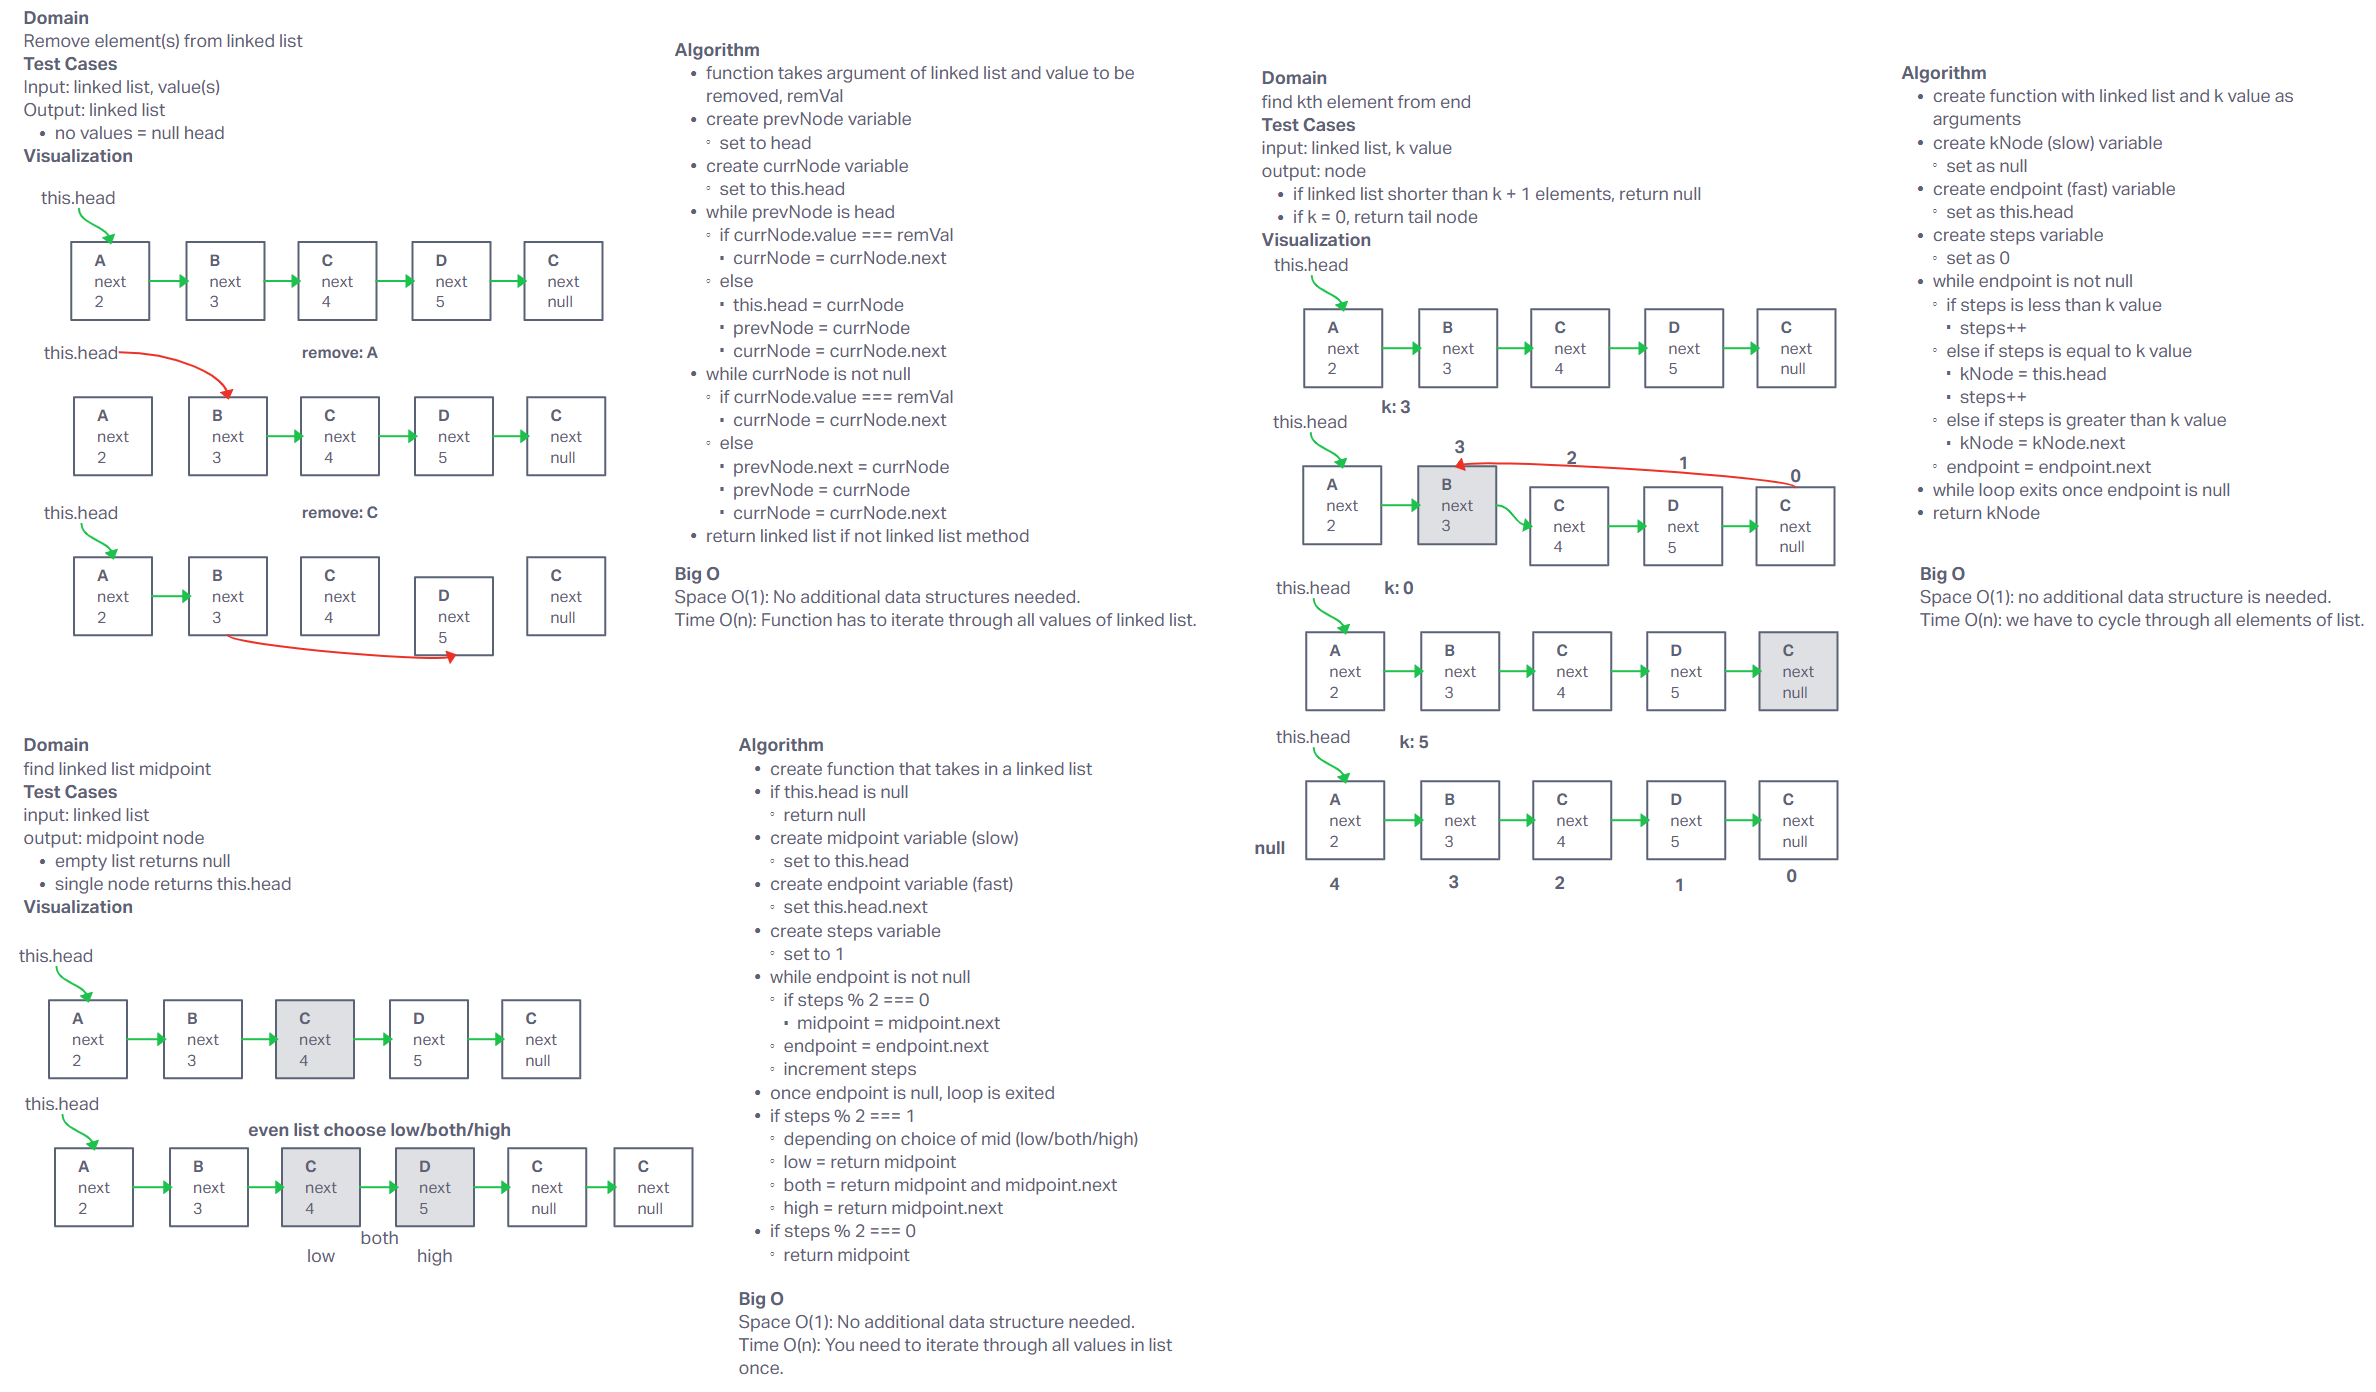 Domain
Remove element(s) from linked list
Test Cases
Input: linked list, value(s)
Output: linked list
• no values = null head
Visualization
this.head
A B C D C
next next next next next
2 3 4 5 null
this.head
remove: A
A B C D C
next next next next next
2 3 4 5 null
this.head
remove: C
A B C C
next next next next
2 3 4 null
D
next
5
Algorithm
• function takes argument of linked list and value to be
removed, remVal
• create prevNode variable
◦ set to head
• create currNode variable
◦ set to this.head
• while prevNode is head
◦ if currNode.value === remVal
▪ currNode = currNode.next
◦ else
▪ this.head = currNode
▪ prevNode = currNode
▪ currNode = currNode.next
• while currNode is not null
◦ if currNode.value === remVal
▪ currNode = currNode.next
◦ else
▪ prevNode.next = currNode
▪ prevNode = currNode
▪ currNode = currNode.next
• return linked list if not linked list method
Big O
Space O(1): No additional data structures needed.
Time O(n): Function has to iterate through all values of linked list.
Domain
find kth element from end
Test Cases
input: linked list, k value
output: node
• if linked list shorter than k + 1 elements, return null
• if k = 0, return tail node
Visualization
this.head
A B C D C
next next next next next
2 3 4 5 null
k: 3
this.head
3 2 1 0
A B
next next
2 3
C D C
next next next
4 5 null
this.head
k: 0
A B C D C
next next next next next
2 3 4 5 null
this.head
k: 5
A B C D C
next next next next next
2 3 4 5 null
null
4 3 2 1 0
Algorithm
• create function with linked list and k value as
arguments
• create kNode (slow) variable
◦ set as null
• create endpoint (fast) variable
◦ set as this.head
• create steps variable
◦ set as 0
• while endpoint is not null
◦ if steps is less than k value
▪ steps++
◦ else if steps is equal to k value
▪ kNode = this.head
▪ steps++
◦ else if steps is greater than k value
▪ kNode = kNode.next
◦ endpoint = endpoint.next
• while loop exits once endpoint is null
• return kNode
Big O
Space O(1): no additional data structure is needed.
Time O(n): we have to cycle through all elements of list.
Domain
find linked list midpoint
Test Cases
input: linked list
output: midpoint node
• empty list returns null
• single node returns this.head
Visualization
this.head
A B C D C
next next next next next
2 3 4 5 null
this.head
even list choose low/both/high
A B C D C C
next next next next next next
2 3 4 5 null null
both
low high
Algorithm
• create function that takes in a linked list
• if this.head is null
◦ return null
• create midpoint variable (slow)
◦ set to this.head
• create endpoint variable (fast)
◦ set this.head.next
• create steps variable
◦ set to 1
• while endpoint is not null
◦ if steps % 2 === 0
▪ midpoint = midpoint.next
◦ endpoint = endpoint.next
◦ increment steps
• once endpoint is null, loop is exited
• if steps % 2 === 1
◦ depending on choice of mid (low/both/high)
◦ low = return midpoint
◦ both = return midpoint and midpoint.next
◦ high = return midpoint.next
• if steps % 2 === 0
◦ return midpoint
Big O
Space O(1): No additional data structure needed.
Time O(n): You need to iterate through all values in list
once.